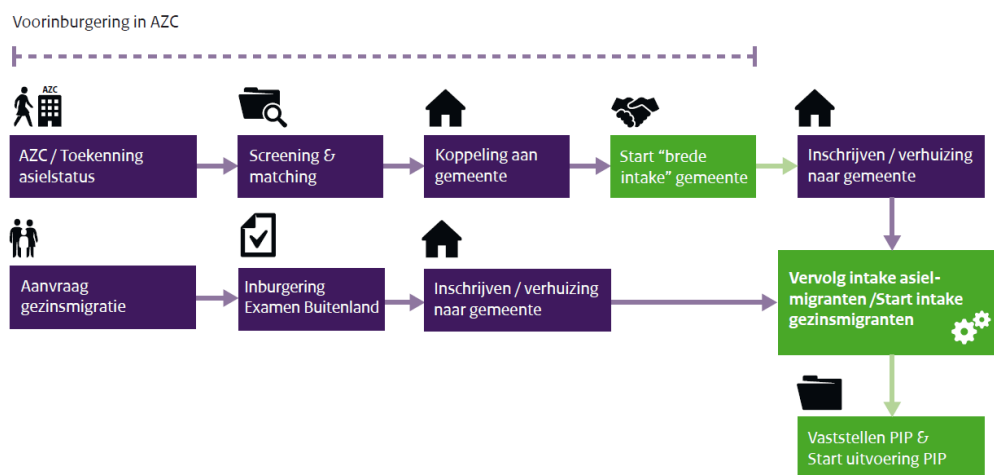 Voorinburgering in AZC
AZC
AZC / Toekenning
asielstatus
Screening &
matching
Koppeling aan
gemeente
Start “brede
intake” gemeente
Inschrijven / verhuizing
naar gemeente
Aanvraag
gezinsmigratie
Inburgering
Examen Buitenland
Inschrijven / verhuizing
naar gemeente
Vervolg intake asiel-
migranten /Start intake
gezinsmigranten
Vaststellen PIP &
Start uitvoering PIP